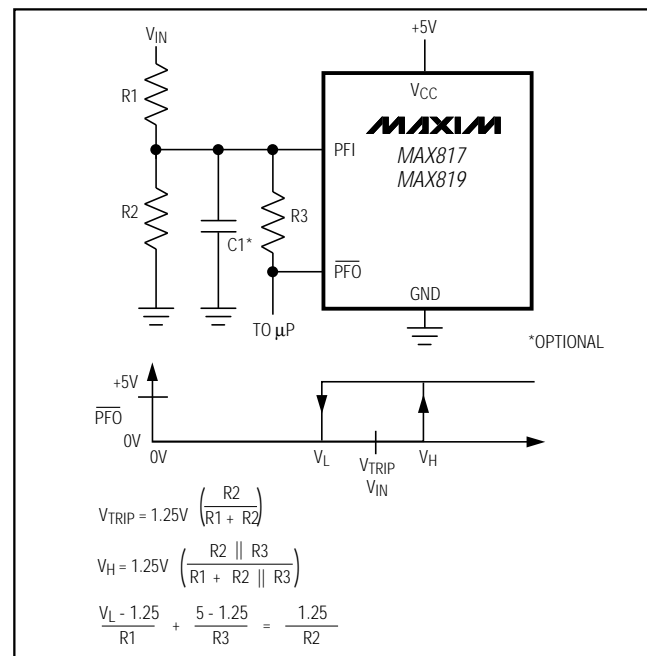 VIN
+5V
R1
VCC
MAXIM
PFI
MAX817
MAX819
R2
R3
C1*
PFO
GND
TO µP
*OPTIONAL
+5V
PFO
0V
0V
VL
VTRIP
VH
VIN
VTRIP = 1.25V (R2 / R1 + R2)
VH = 1.25V (R2 || R3 / R1 + R2 || R3)
VL - 1.25 / R1 + 5 - 1.25 / R3 = 1.25 / R2